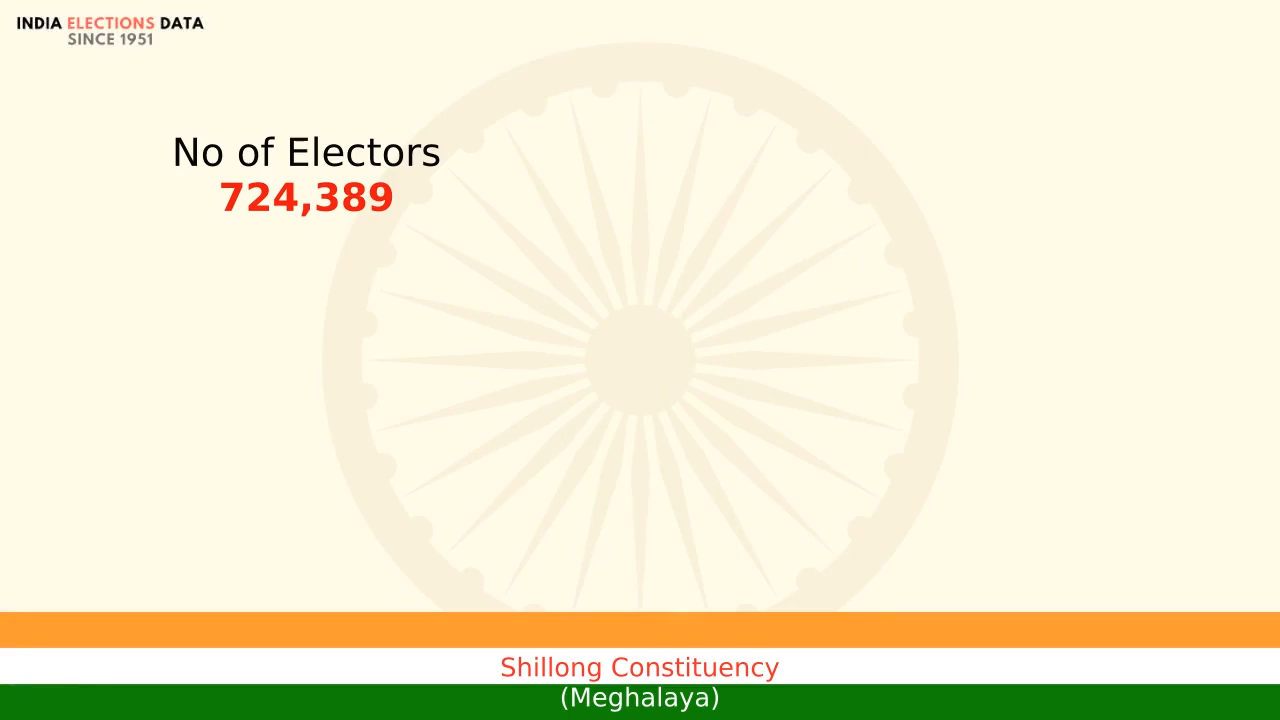 INDIA ELECTIONS DATA
SINCE 1951
No of Electors
724,389
Shillong Constituency
(Meghalaya)